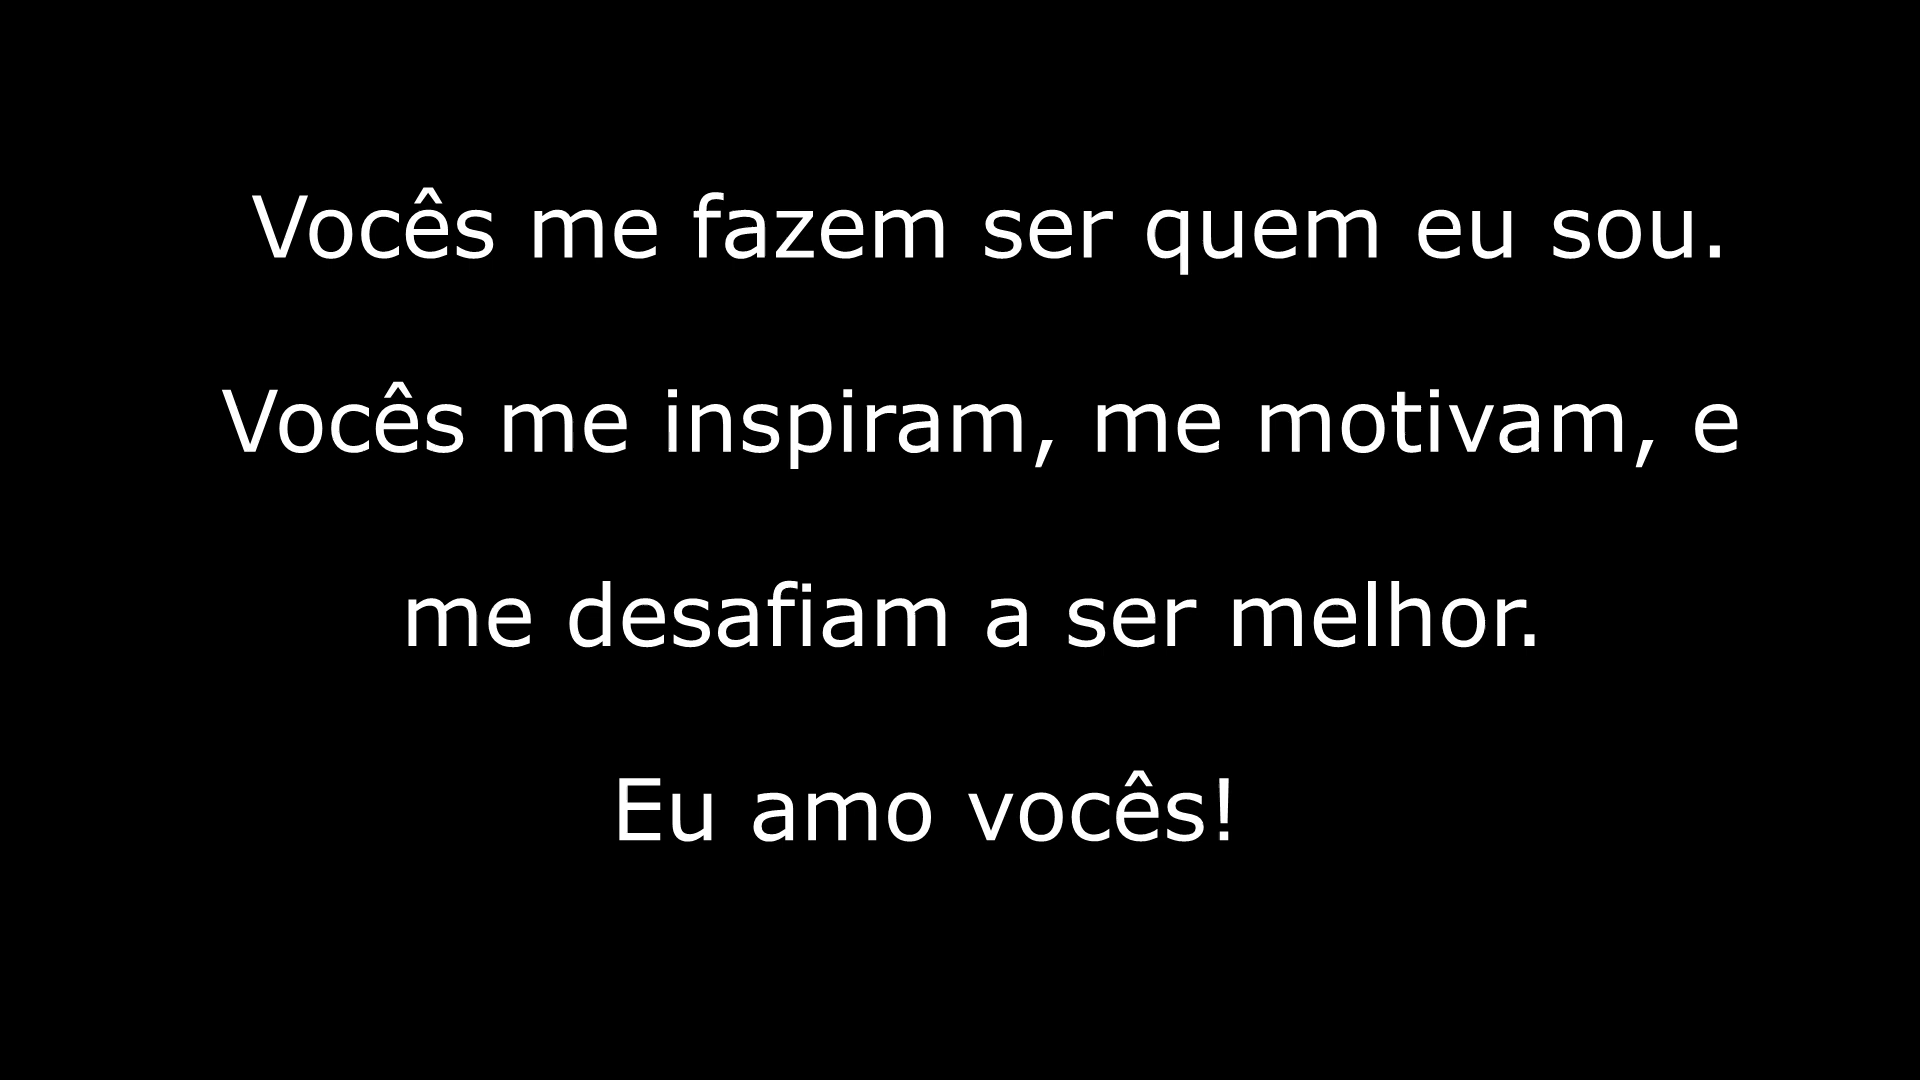 Vocês me fazem ser quem eu sou.
Vocês me inspiram, me motivam, e
me desafiam a ser melhor.
Eu amo vocês!